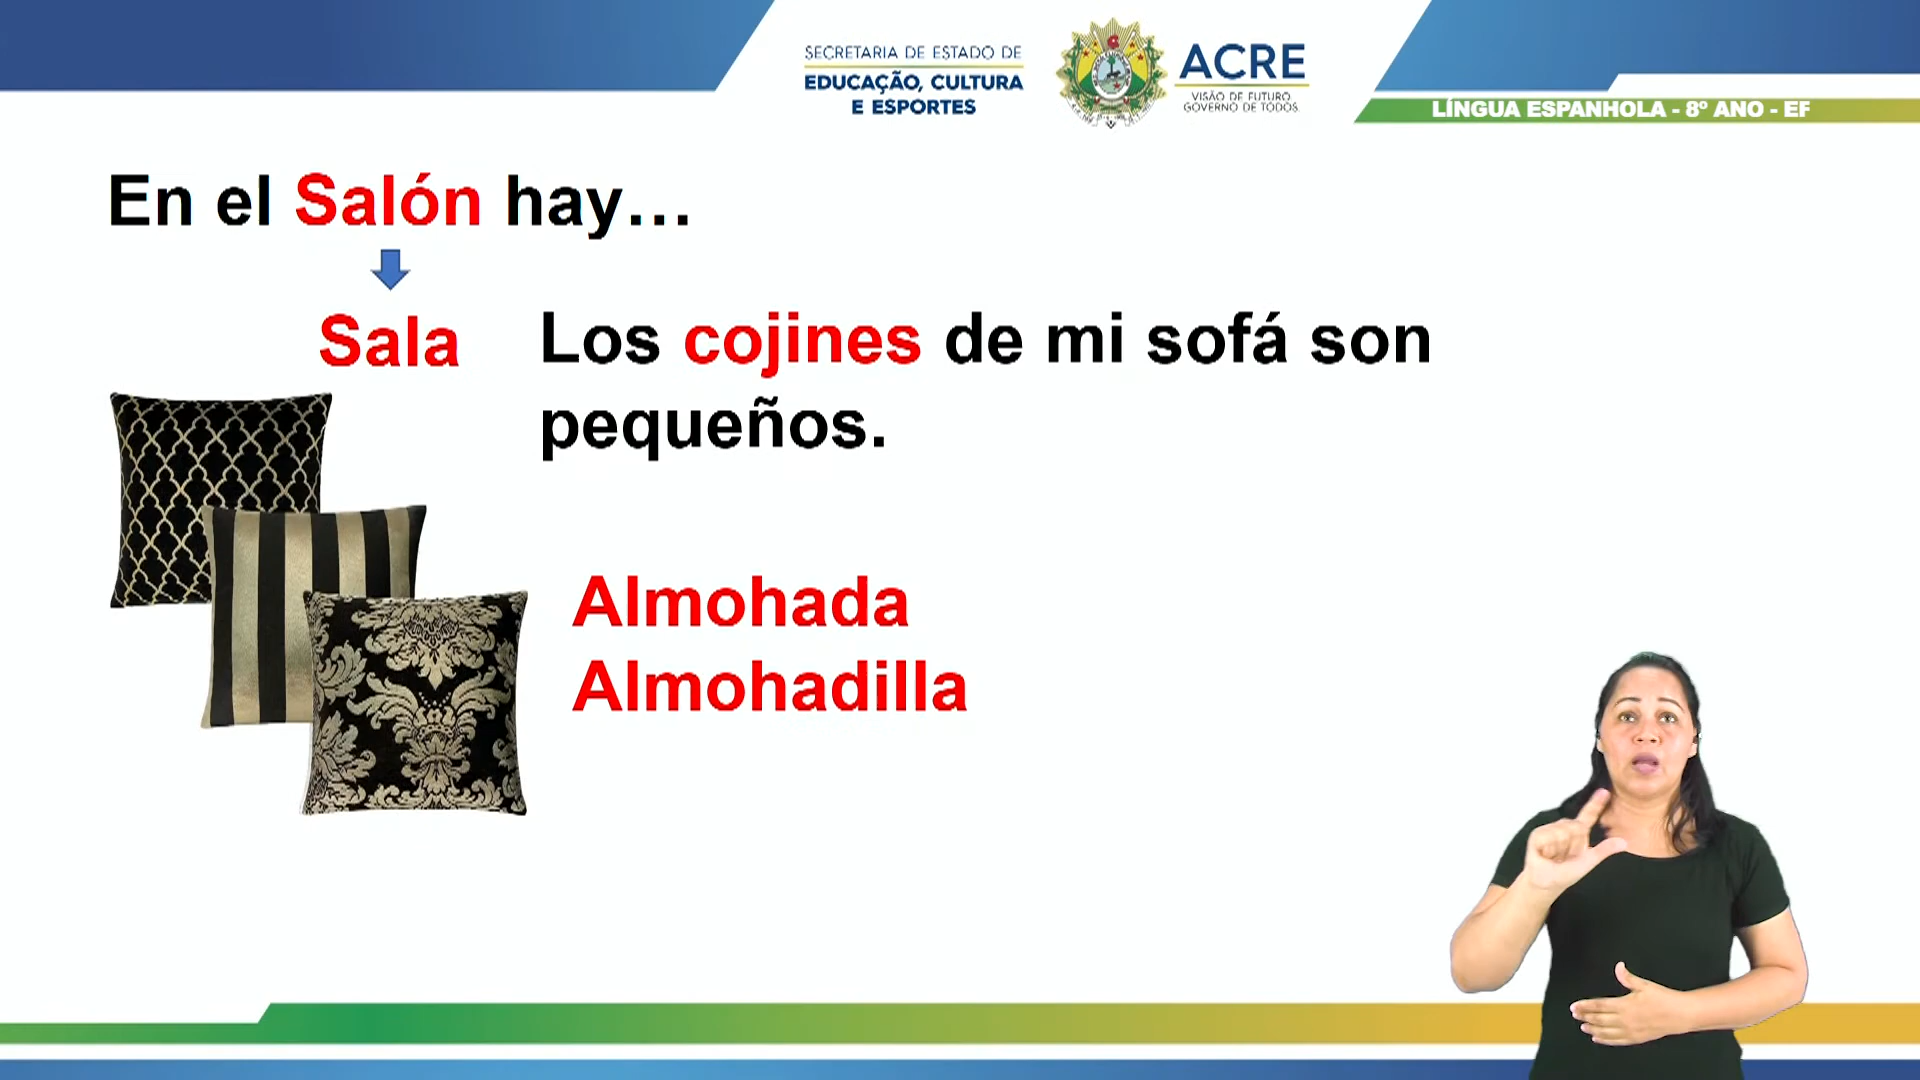 SECRETARIA DE ESTADO DE
EDUCAÇÃO, CULTURA
E ESPORTES
ACRE
VISÃO DE FUTURO.
GOVERNO DE TODOS.
LÍNGUA ESPANHOLA - 8º ANO - EF
En el Salón hay...
Sala
Los cojines de mi sofá son
pequeños.
Almohada
Almohadilla